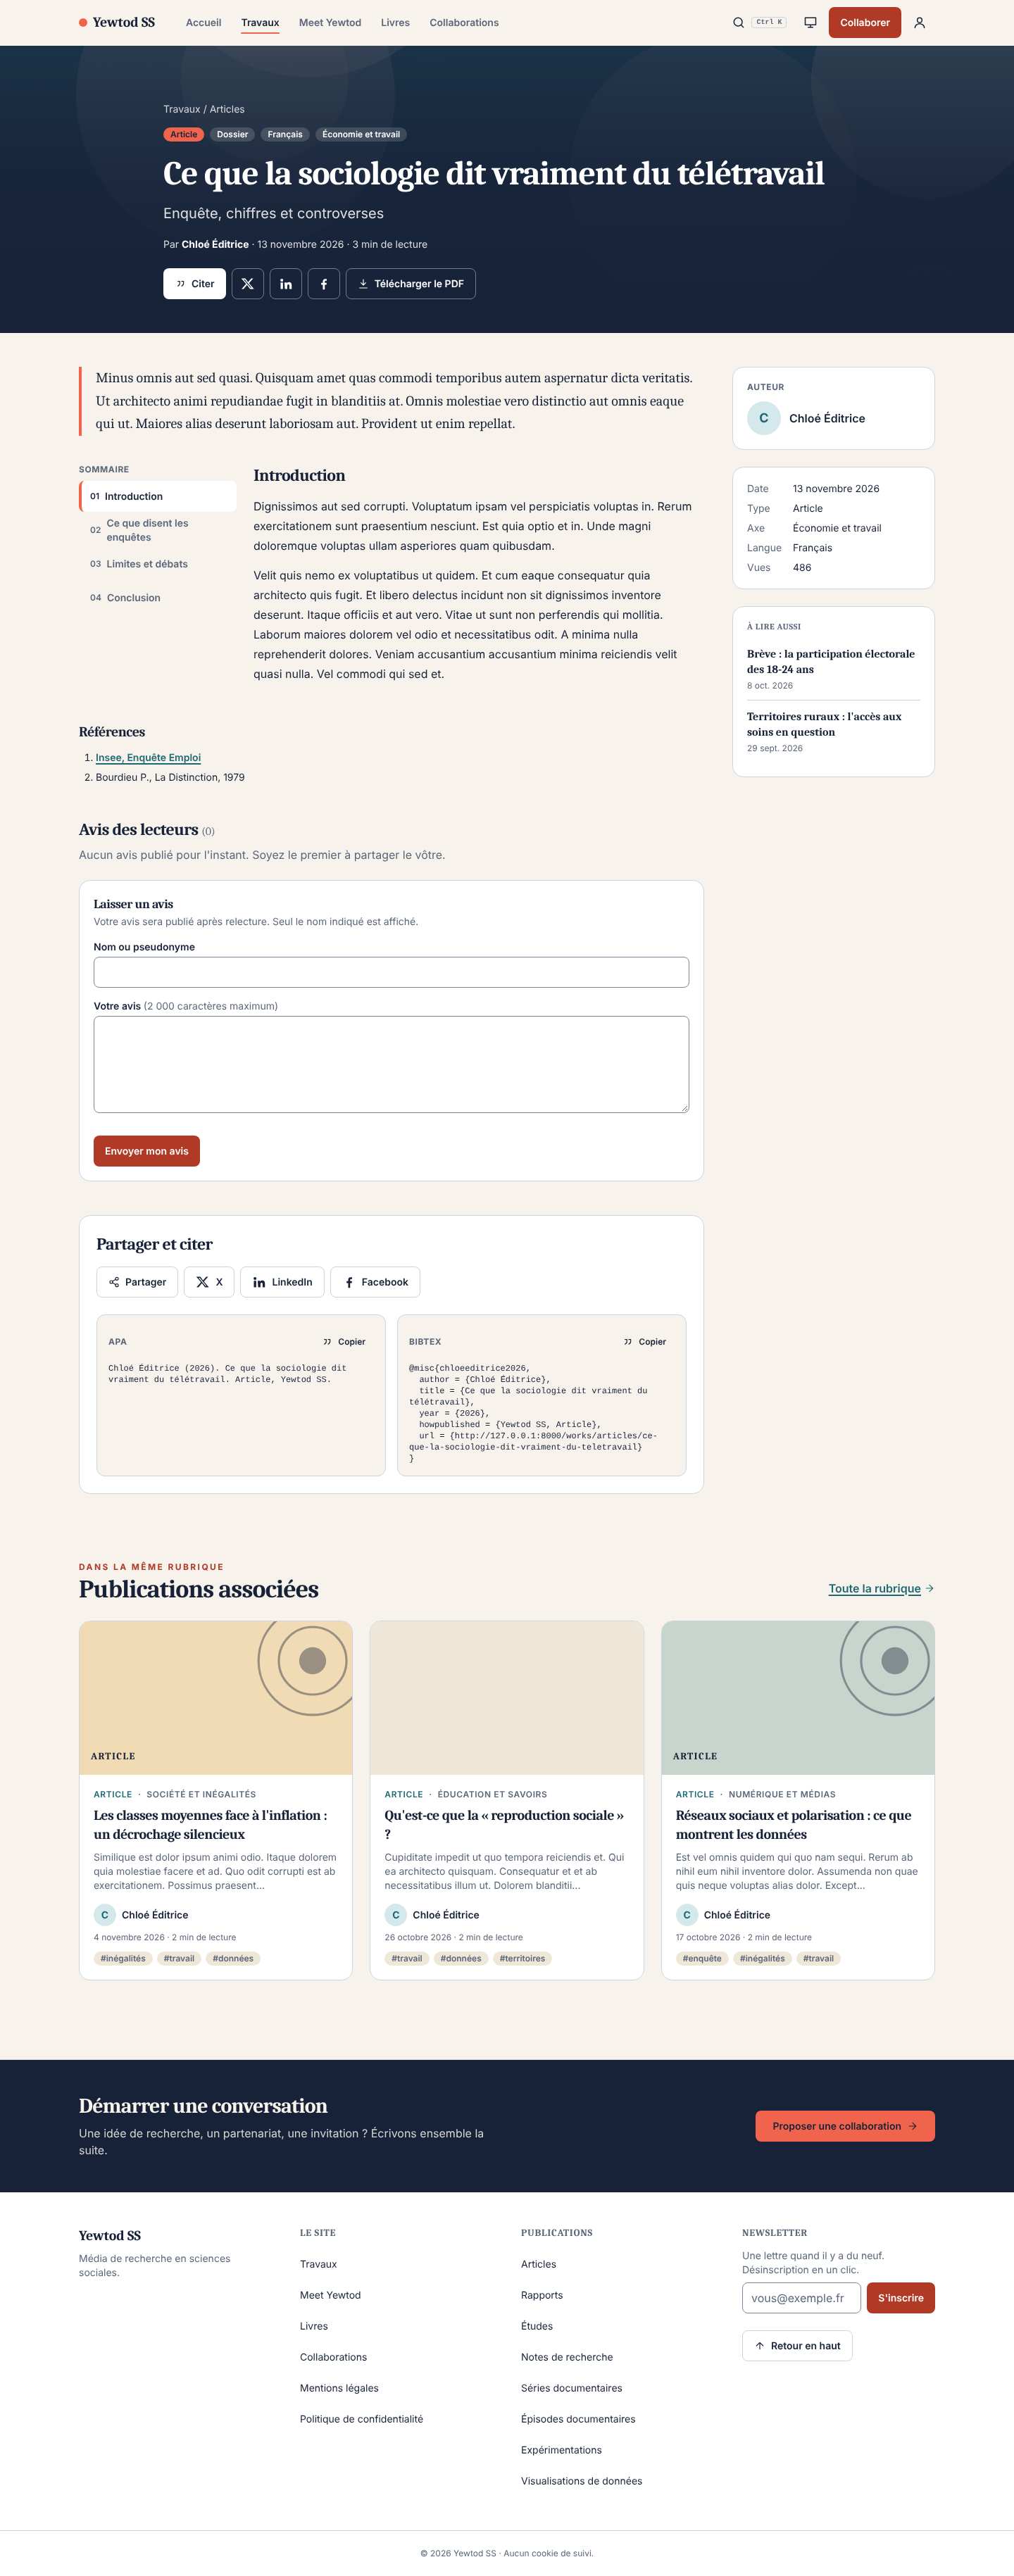 Yewtod SS
Accueil
Travaux
Meet Yewtod
Livres
Collaborations
Ctrl K
Collaborer
Travaux / Articles
Article
Dossier
Français
Économie et travail
Ce que la sociologie dit vraiment du télétravail
Enquête, chiffres et controverses
Par Chloé Éditrice · 13 novembre 2026 · 3 min de lecture
Citer
Télécharger le PDF
Minus omnis aut sed quasi. Quisquam amet quas commodi temporibus autem aspernatur dicta veritatis.
Ut architecto animi repudiandae fugit in blanditiis at. Omnis molestiae vero distinctio aut omnis eaque
qui ut. Maiores alias deserunt laboriosam aut. Provident ut enim repellat.
SOMMAIRE
01 Introduction
02 Ce que disent les
enquêtes
03 Limites et débats
04 Conclusion
Introduction
Dignissimos aut sed corporis. Voluptatem sunt vel perspiciatis voluptas in. Rerum
exercitationem sunt praesentium nesciunt. Est quia optio et in. Unde magni
doloremque voluptas ullam asperiores quam quibusdam.
Velit quis nemo ex voluptatibus ut quidem. Et cum eaque consequatur quia
architecto quis fugit. Et libero delectus incidunt non sit dignissimos inventore
deserunt. Itaque officiis et aut vero. Vitae ut sunt non perferendis qui mollitia.
Laborum maiores dolorem vel odio et necessitatibus odit. A minima nulla
reprehenderit dolores. Veniam accusantium accusantium minima reiciendis velit
quasi nulla. Vel commodi qui sed et.
Références
1. Insee, Enquête Emploi
2. Bourdieu P., La Distinction, 1979
AUTEUR
C
Chloé Éditrice
Date 13 novembre 2026
Type Article
Axe Économie et travail
Langue Français
Vues 486
À LIRE AUSSI
Brève : la participation électorale
des 18-24 ans
8 oct. 2026
Territoires ruraux : l'accès aux
soins en question
29 sept. 2026
Avis des lecteurs (0)
Aucun avis publié pour l'instant. Soyez le premier à partager le vôtre.
Laisser un avis
Votre avis sera publié après relecture. Seul le nom indiqué est affiché.
Nom ou pseudonyme
Votre avis (2 000 caractères maximum)
Envoyer mon avis
Partager et citer
Partager
X
LinkedIn
Facebook
APA
Copier
Chloé Éditrice (2026). Ce que la sociologie dit
vraiment du télétravail. Article, Yewtod SS.
BIBTEX
Copier
@misc{chloeeditrice2026,
author = {Chloé Éditrice},
title = {Ce que la sociologie dit vraiment du
télétravail},
year = {2026},
howpublished = {Yewtod SS, Article},
url = {http://127.0.0.1:8000/works/articles/ce-
que-la-sociologie-dit-vraiment-du-teletravail}
}
DANS LA MÊME RUBRIQUE
Publications associées
Toute la rubrique
ARTICLE
ARTICLE · SOCIÉTÉ ET INÉGALITÉS
Les classes moyennes face à l'inflation :
un décrochage silencieux
Similique est dolor ipsum animi odio. Itaque dolorem
quia molestiae facere et ad. Quo odit corrupti est ab
exercitationem. Possimus praesent...
C
Chloé Éditrice
4 novembre 2026 · 2 min de lecture
#inégalités
#travail
#données
ARTICLE · ÉDUCATION ET SAVOIRS
Qu'est-ce que la « reproduction sociale »
?
Cupiditate impedit ut quo tempora reiciendis et. Qui
ea architecto quisquam. Consequatur et et ab
necessitatibus illum ut. Dolorem blanditii...
C
Chloé Éditrice
26 octobre 2026 · 2 min de lecture
#travail
#données
#territoires
ARTICLE
ARTICLE · NUMÉRIQUE ET MÉDIAS
Réseaux sociaux et polarisation : ce que
montrent les données
Est vel omnis quidem qui quo nam sequi. Rerum ab
nihil eum nihil inventore dolor. Assumenda non quae
quis neque voluptas alias dolor. Except...
C
Chloé Éditrice
17 octobre 2026 · 2 min de lecture
#enquête
#inégalités
#travail
Démarrer une conversation
Une idée de recherche, un partenariat, une invitation ? Écrivons ensemble la
suite.
Proposer une collaboration
Yewtod SS
Média de recherche en sciences
sociales.
LE SITE
Travaux
Meet Yewtod
Livres
Collaborations
Mentions légales
Politique de confidentialité
PUBLICATIONS
Articles
Rapports
Études
Notes de recherche
Séries documentaires
Épisodes documentaires
Expérimentations
Visualisations de données
NEWSLETTER
Une lettre quand il y a du neuf.
Désinscription en un clic.
vous@exemple.fr
S'inscrire
Retour en haut
© 2026 Yewtod SS · Aucun cookie de suivi.